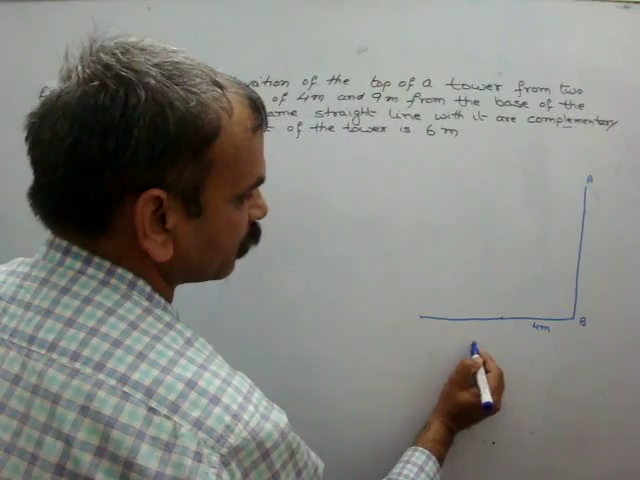 of the top of a tower from two
of 4m and 9m from the base of the
same straight line with it are complementary
of the tower is 6 m
A
4m
B